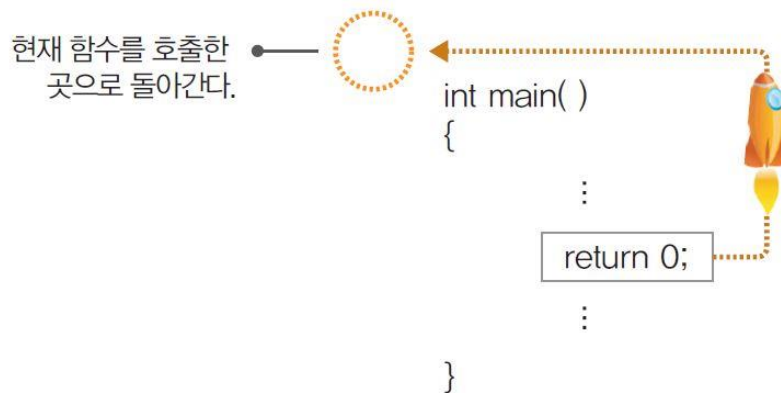 현재 함수를 호출한
곳으로 돌아간다.
int main( )
{
⋮
return 0;
⋮
}